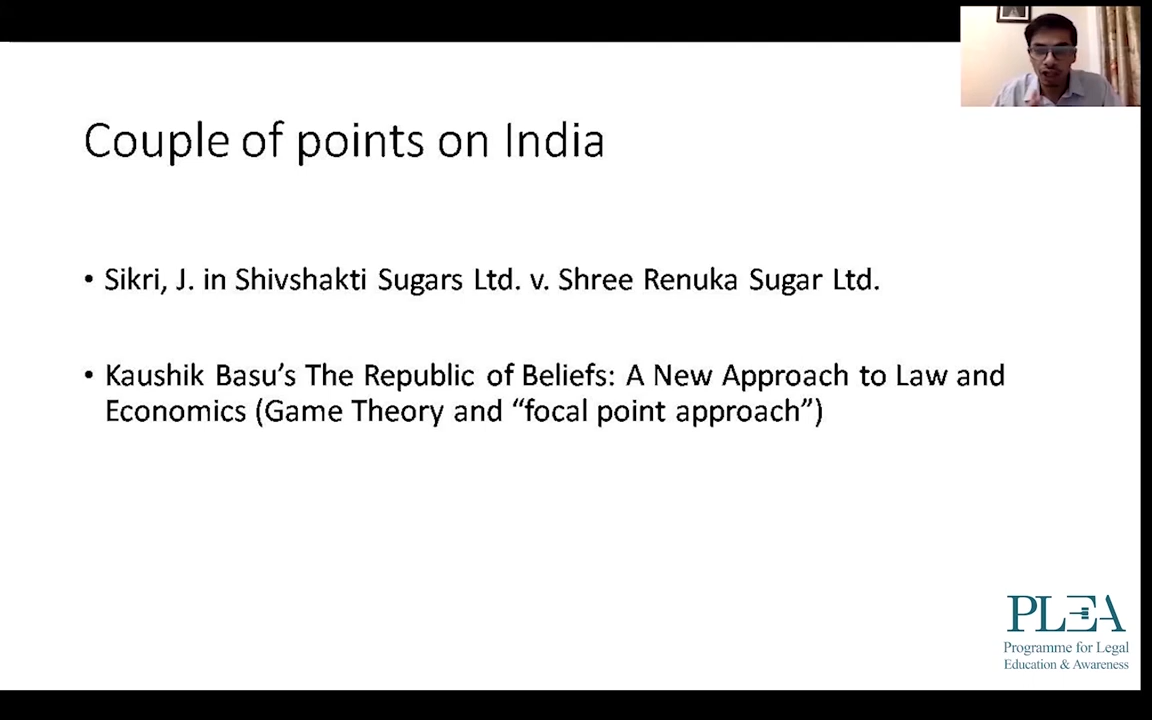 Couple of points on India
• Sikri, J. in Shivshakti Sugars Ltd. v. Shree Renuka Sugar Ltd.
• Kaushik Basu’s The Republic of Beliefs: A New Approach to Law and
Economics (Game Theory and “focal point approach”)
PLEA
Programme for Legal
Education & Awareness